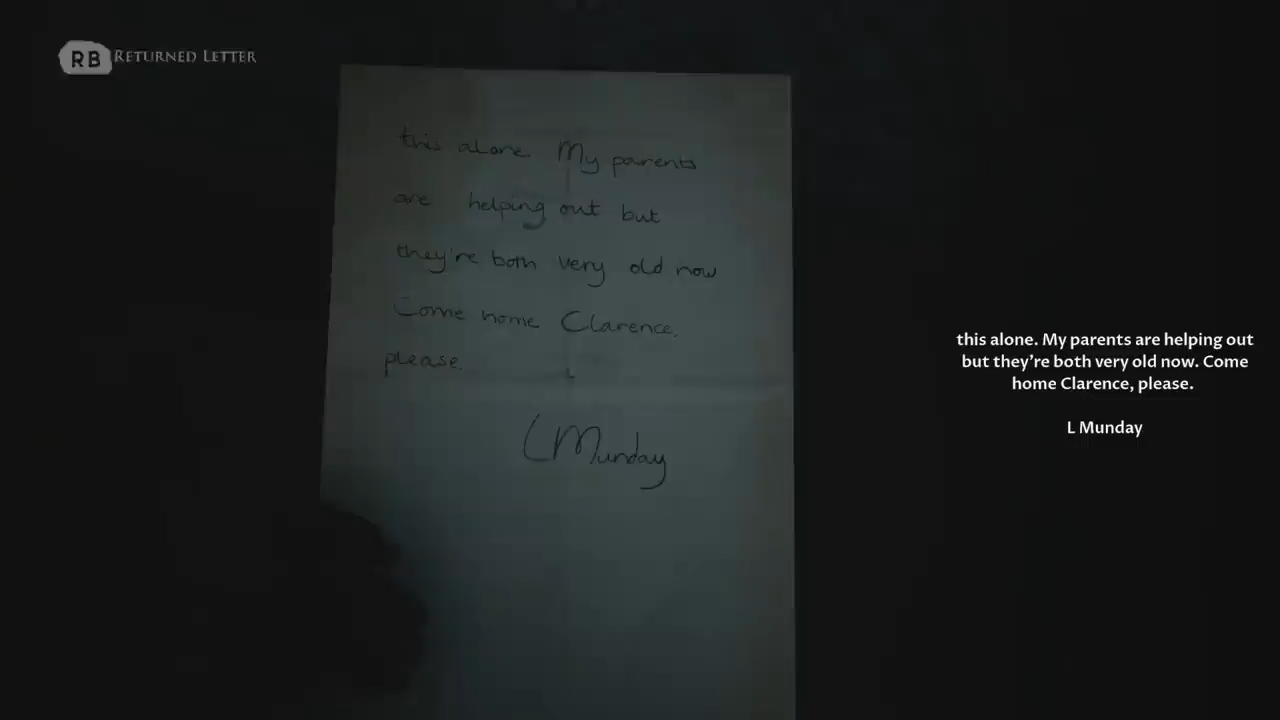 RB RETURNED LETTER
this alone. My parents
are helping out but
they're both very old now
Come home Clarence,
please.
L Munday
this alone. My parents are helping out
but they're both very old now. Come
home Clarence, please.
L Munday